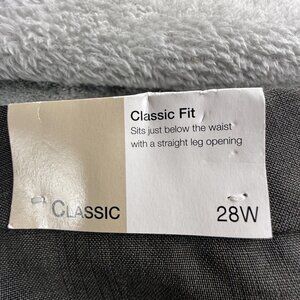 Classic Fit
Sits just below the waist
with a straight leg opening
CLASSIC
28W